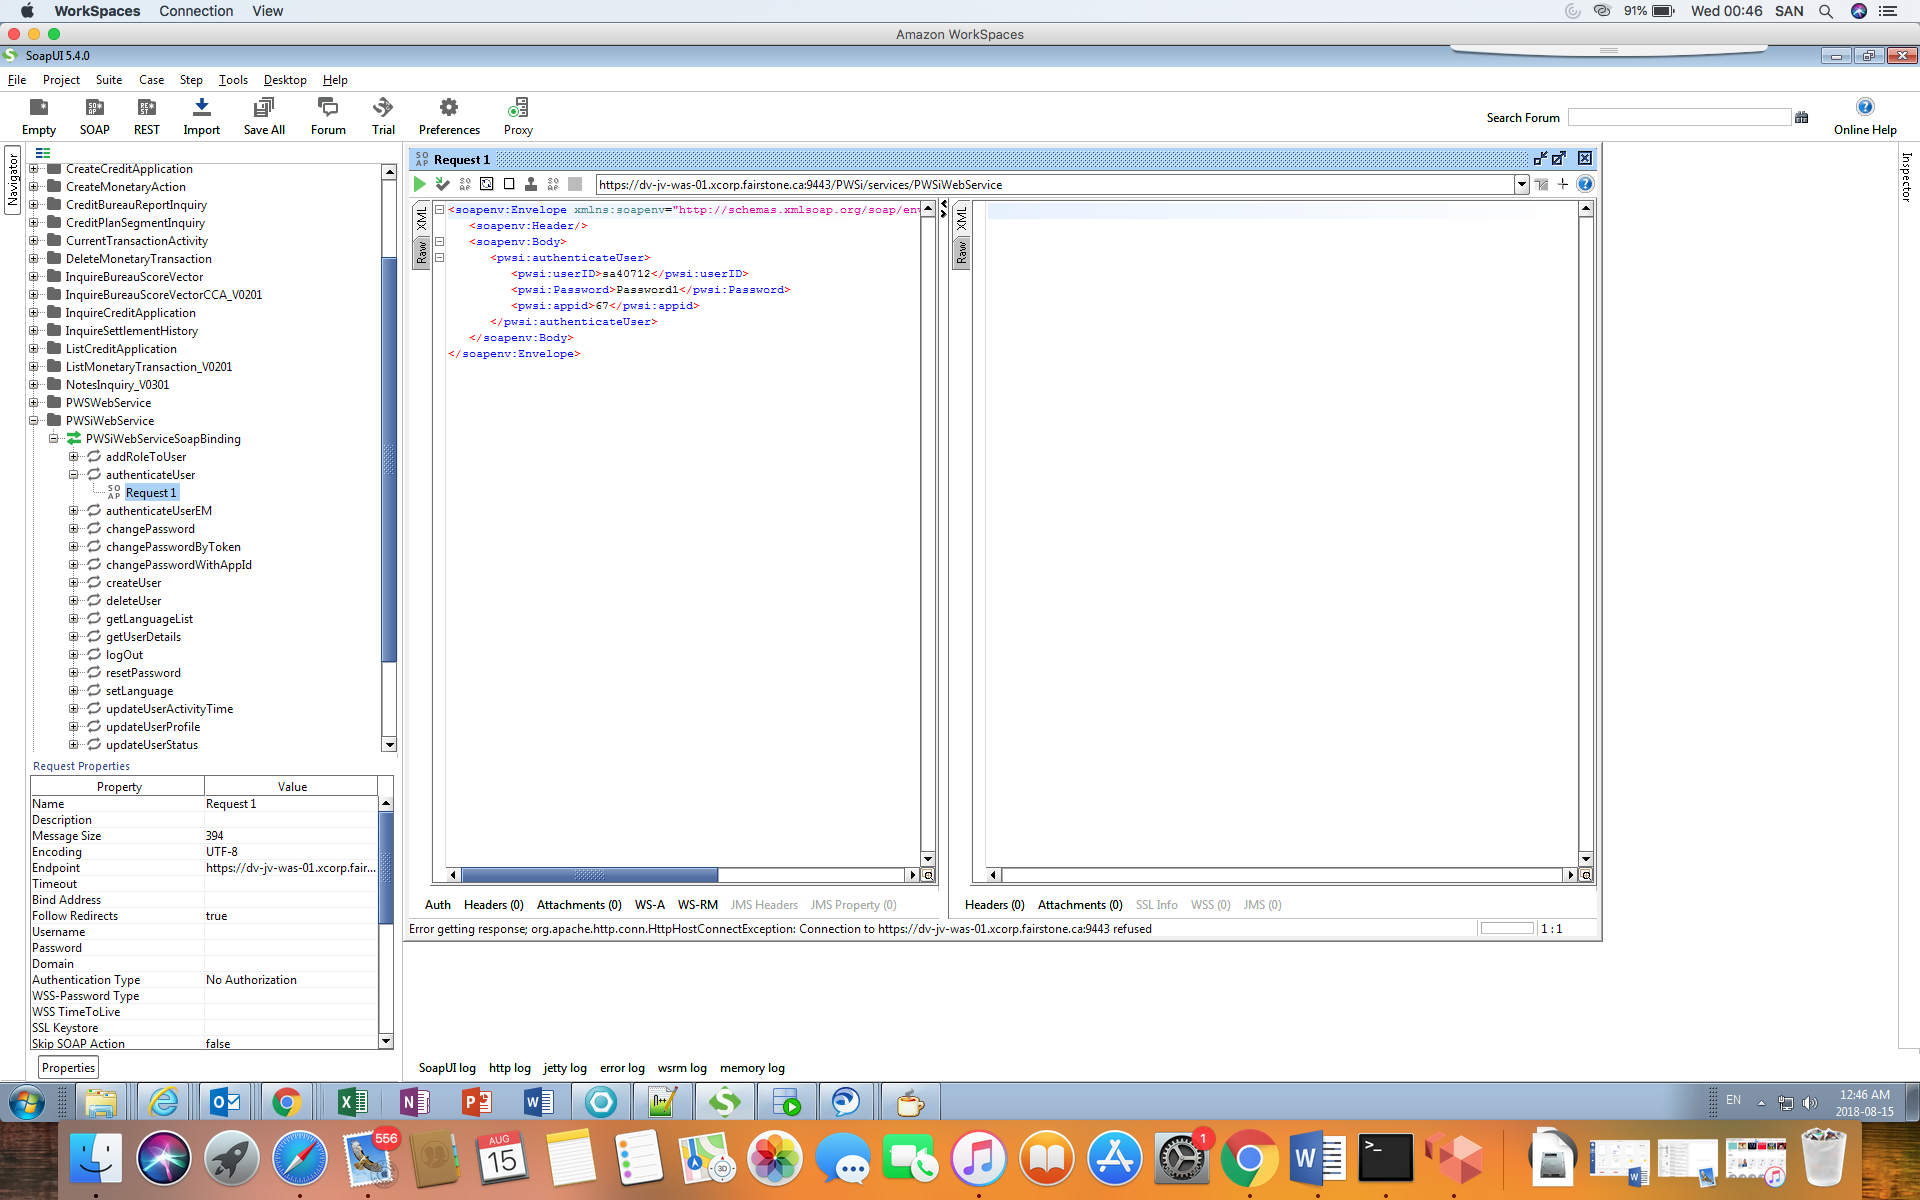 WorkSpaces Connection View 91% Wed 00:46 SAN
Amazon WorkSpaces
SoapUI 5.4.0
File Project Suite Case Step Tools Desktop Help
Empty SOAP REST Import Save All Forum Trial Preferences Proxy
Search Forum
Online Help
Navigator
Inspector
CreateCreditApplication
CreateMonetaryAction
CreditBureauReportInquiry
CreditPlanSegmentInquiry
CurrentTransactionActivity
DeleteMonetaryTransaction
InquireBureauScoreVector
InquireBureauScoreVectorCCA_V0201
InquireCreditApplication
InquireSettlementHistory
ListCreditApplication
ListMonetaryTransaction_V0201
NotesInquiry_V0301
PWSWebService
PWSiWebService
PWSiWebServiceSoapBinding
addRoleToUser
authenticateUser
Request 1
authenticateUserEM
changePassword
changePasswordByToken
changePasswordWithAppId
createUser
deleteUser
getLanguageList
getUserDetails
logOut
resetPassword
setLanguage
updateUserActivityTime
updateUserProfile
updateUserStatus
Request Properties
Property Value
Name Request 1
Description
Message Size 394
Encoding UTF-8
Endpoint https://dv-jv-was-01.xcorp.fair...
Timeout
Bind Address
Follow Redirects true
Username
Password
Domain
Authentication Type No Authorization
WSS-Password Type
WSS TimeToLive
SSL Keystore
Skip SOAP Action false
Properties
Request 1
https://dv-jv-was-01.xcorp.fairstone.ca:9443/PWSi/services/PWSiWebService
XML
Raw
<soapenv:Envelope xmlns:soapenv="http://schemas.xmlsoap.org/soap/env
<soapenv:Header/>
<soapenv:Body>
<pwsi:authenticateUser>
<pwsi:userID>sa40712</pwsi:userID>
<pwsi:Password>Password1</pwsi:Password>
<pwsi:appid>67</pwsi:appid>
</pwsi:authenticateUser>
</soapenv:Body>
</soapenv:Envelope>
XML
Raw
Auth Headers (0) Attachments (0) WS-A WS-RM JMS Headers JMS Property (0)
Headers (0) Attachments (0) SSL Info WSS (0) JMS (0)
Error getting response; org.apache.http.conn.HttpHostConnectException: Connection to https://dv-jv-was-01.xcorp.fairstone.ca:9443 refused
1 : 1
SoapUI log http log jetty log error log wsrm log memory log
EN
12:46 AM
2018-08-15
556
AUG
15
3D
1